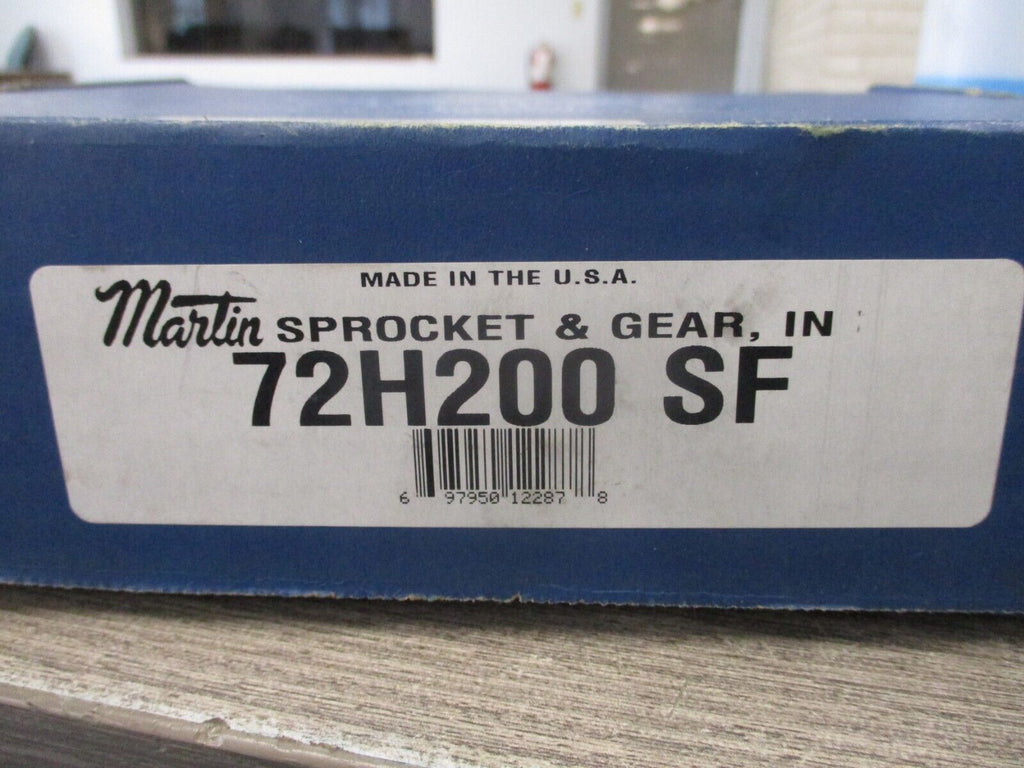 MADE IN THE U.S.A.
Martin SPROCKET & GEAR, IN
72H200 SF
6 97950 12287 8